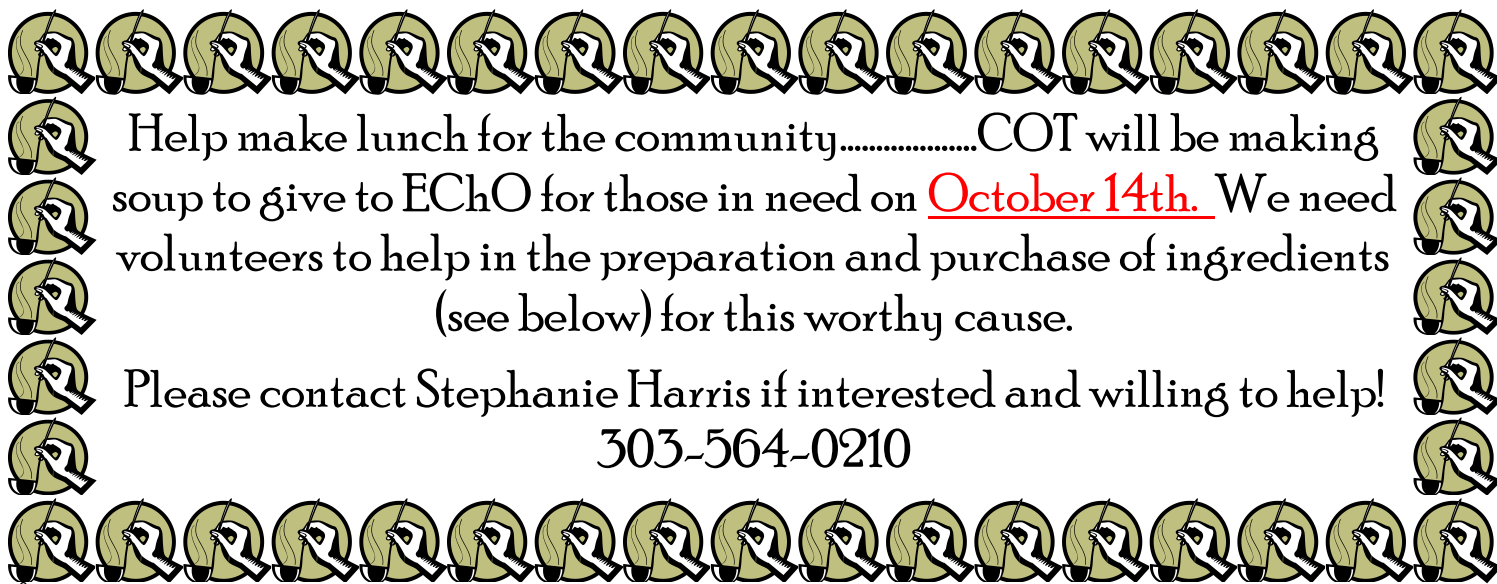 Help make lunch for the community...................COT will be making
soup to give to EChO for those in need on October 14th. We need
volunteers to help in the preparation and purchase of ingredients
(see below) for this worthy cause.
Please contact Stephanie Harris if interested and willing to help!
303-564-0210